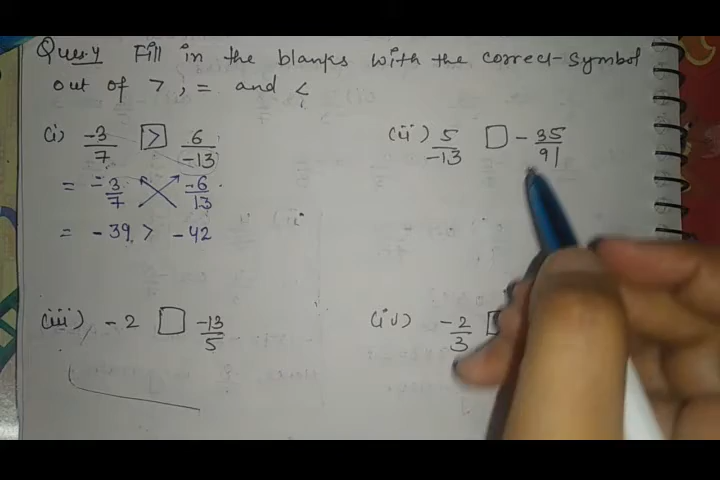 Ques.4 Fill in the blanks with the correct symbol
out of >, = and <
(i) -3/7 > 6/-13
= -3/7 -6/13
= -39 > -42
(ii) 5/-13 □ -35/91
(iii) -2 □ -13/5
(iv) -2/3 □